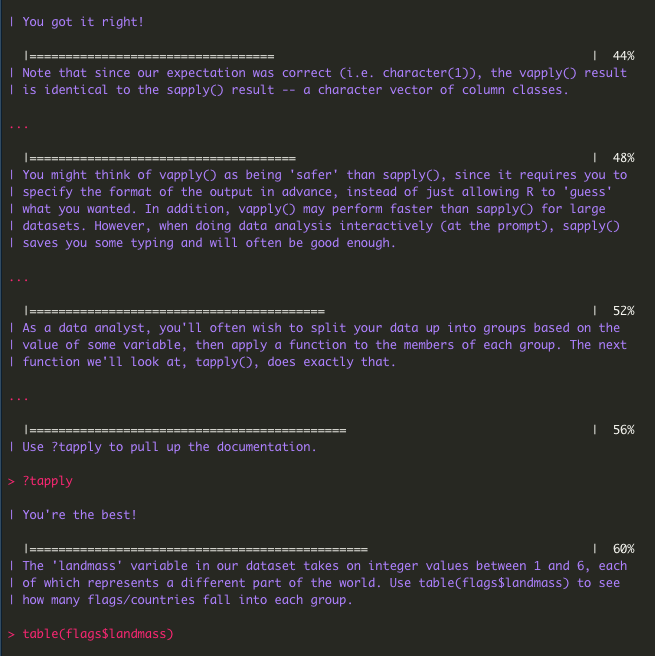 | You got it right!
|================================== | 44%
| Note that since our expectation was correct (i.e. character(1)), the vapply() result
| is identical to the sapply() result -- a character vector of column classes.
...
|===================================== | 48%
| You might think of vapply() as being 'safer' than sapply(), since it requires you to
| specify the format of the output in advance, instead of just allowing R to 'guess'
| what you wanted. In addition, vapply() may perform faster than sapply() for large
| datasets. However, when doing data analysis interactively (at the prompt), sapply()
| saves you some typing and will often be good enough.
...
|========================================= | 52%
| As a data analyst, you'll often wish to split your data up into groups based on the
| value of some variable, then apply a function to the members of each group. The next
| function we'll look at, tapply(), does exactly that.
...
|============================================ | 56%
| Use ?tapply to pull up the documentation.
> ?tapply
| You're the best!
|=============================================== | 60%
| The 'landmass' variable in our dataset takes on integer values between 1 and 6, each
| of which represents a different part of the world. Use table(flags$landmass) to see
| how many flags/countries fall into each group.
> table(flags$landmass)